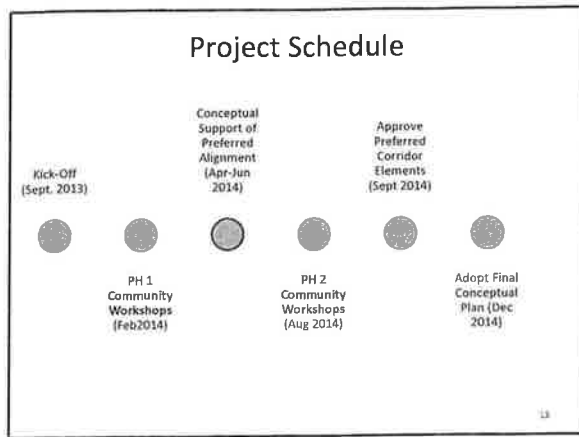 Project Schedule
Kick-Off
(Sept. 2013)
PH 1
Community
Workshops
(Feb2014)
Conceptual
Support of
Preferred
Alignment
(Apr-Jun
2014)
PH 2
Community
Workshops
(Aug 2014)
Approve
Preferred
Corridor
Elements
(Sept 2014)
Adopt Final
Conceptual
Plan (Dec
2014)
13